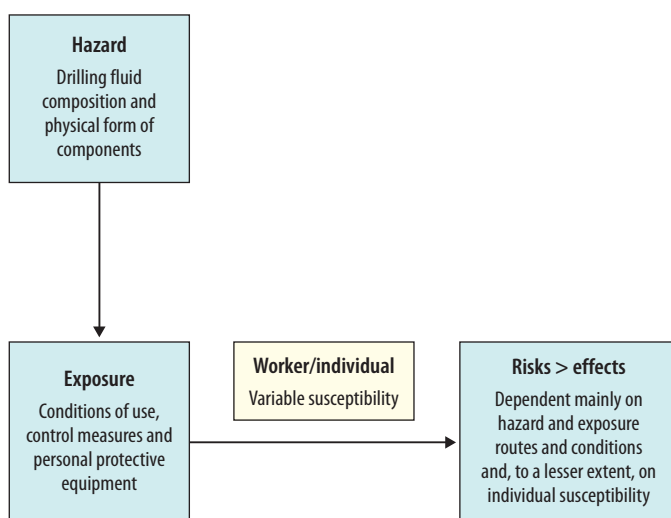 Hazard
Drilling fluid
composition and
physical form of
components
Exposure
Conditions of use,
control measures and
personal protective
equipment
Worker/individual
Variable susceptibility
Risks > effects
Dependent mainly on
hazard and exposure
routes and conditions
and, to a lesser extent, on
individual susceptibility